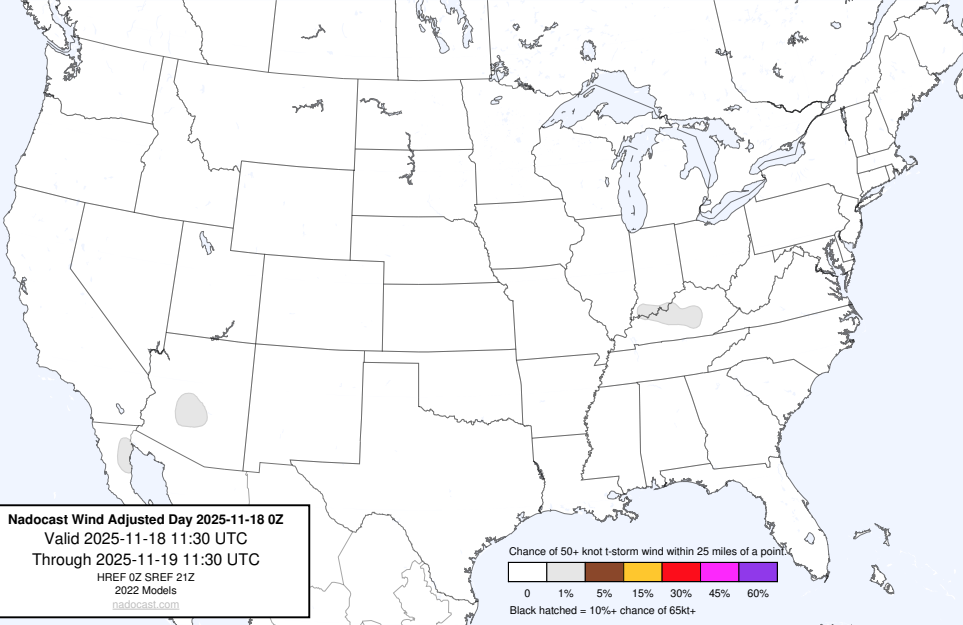 Nadocast Wind Adjusted Day 2025-11-18 0Z
Valid 2025-11-18 11:30 UTC
Through 2025-11-19 11:30 UTC
HREF 0Z SREF 21Z
2022 Models
nadocast.com
Chance of 50+ knot t-storm wind within 25 miles of a point.
0 1% 5% 15% 30% 45% 60%
Black hatched = 10%+ chance of 65kt+